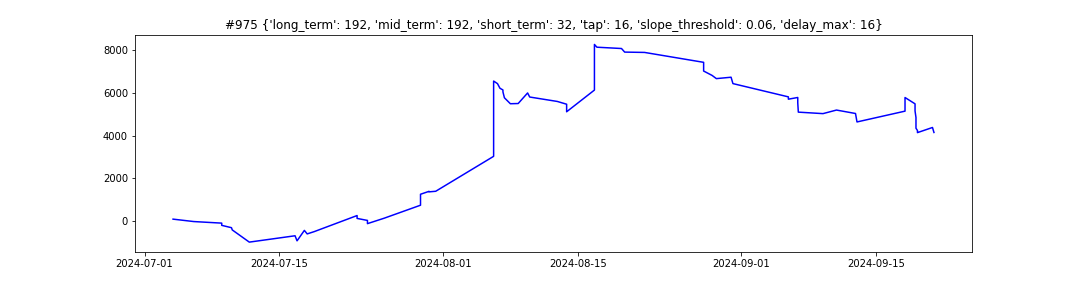 #975 {'long_term': 192, 'mid_term': 192, 'short_term': 32, 'tap': 16, 'slope_threshold': 0.06, 'delay_max': 16}
8000
6000
4000
2000
0
2024-07-01 2024-07-15 2024-08-01 2024-08-15 2024-09-01 2024-09-15